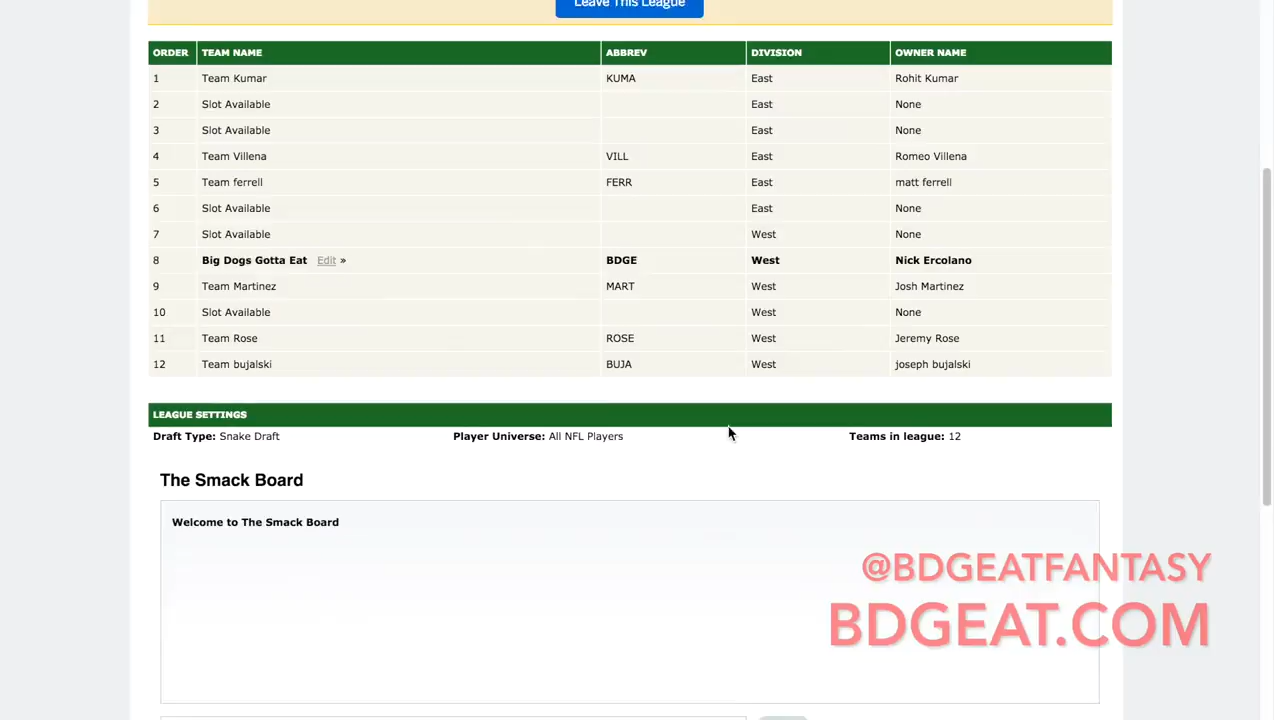 Leave This League
ORDER TEAM NAME ABBREV DIVISION OWNER NAME
1 Team Kumar KUMA East Rohit Kumar
2 Slot Available East None
3 Slot Available East None
4 Team Villena VILL East Romeo Villena
5 Team ferrell FERR East matt ferrell
6 Slot Available East None
7 Slot Available West None
8 Big Dogs Gotta Eat Edit » BDGE West Nick Ercolano
9 Team Martinez MART West Josh Martinez
10 Slot Available West None
11 Team Rose ROSE West Jeremy Rose
12 Team bujalski BUJA West joseph bujalski
LEAGUE SETTINGS
Draft Type: Snake Draft Player Universe: All NFL Players Teams in league: 12
The Smack Board
Welcome to The Smack Board
@BDGEATFANTASY
BDGEAT.COM